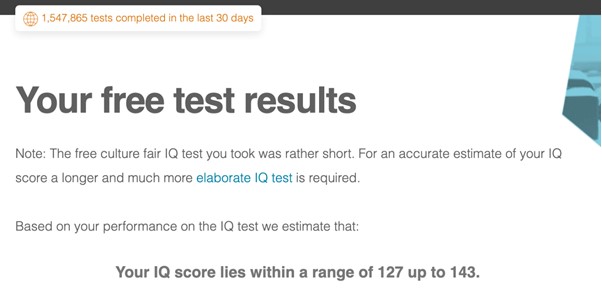 1,547,865 tests completed in the last 30 days
Your free test results
Note: The free culture fair IQ test you took was rather short. For an accurate estimate of your IQ
score a longer and much more elaborate IQ test is required.
Based on your performance on the IQ test we estimate that:
Your IQ score lies within a range of 127 up to 143.